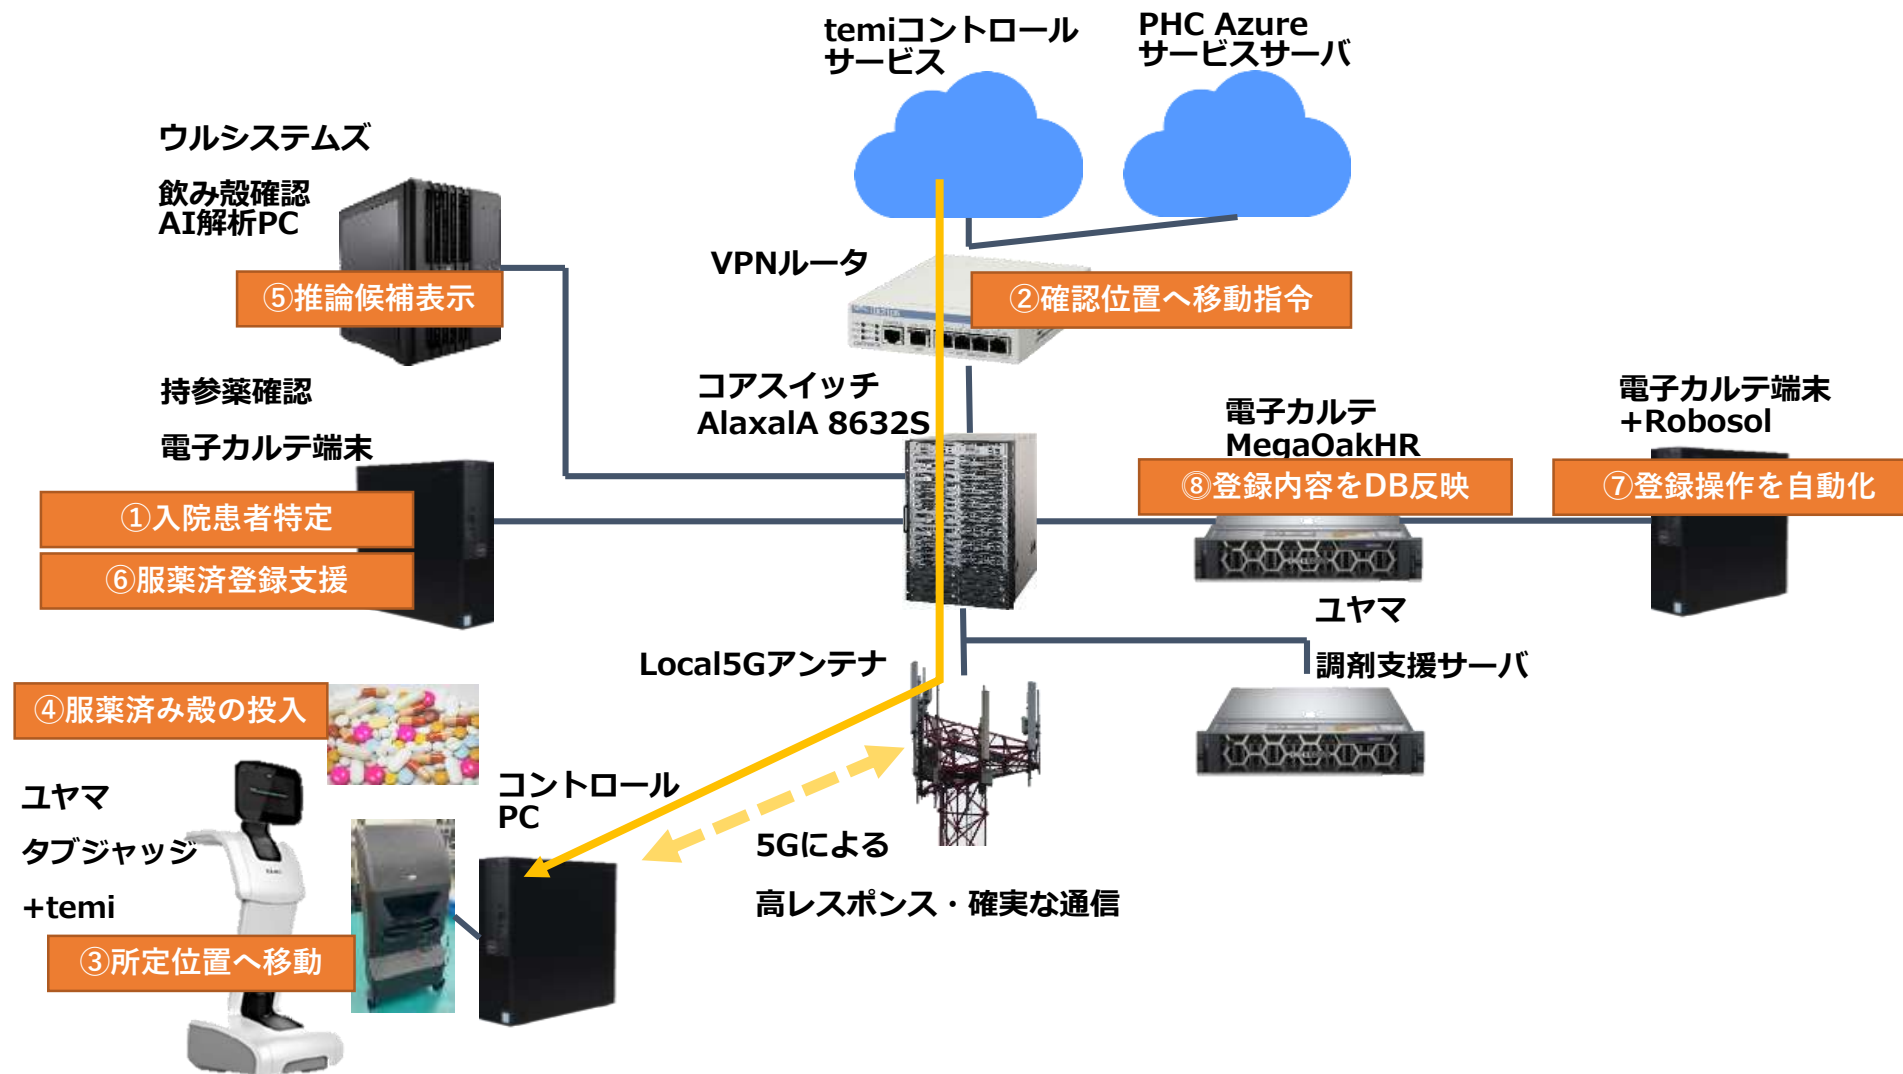 temiコントロール
サービス
PHC Azure
サービスサーバ
ウルシステムズ
飲み殻確認
AI解析PC
⑤推論候補表示
VPNルータ
②確認位置へ移動指令
持参薬確認
電子カルテ端末
①入院患者特定
⑥服薬済登録支援
コアスイッチ
AlaxalA 8632S
電子カルテ
MegaOakHR
⑧登録内容をDB反映
電子カルテ端末
+Robosol
⑦登録操作を自動化
ユヤマ
調剤支援サーバ
Local5Gアンテナ
④服薬済み殻の投入
ユヤマ
タブジャッジ
+temi
③所定位置へ移動
コントロール
PC
5Gによる
高レスポンス・確実な通信